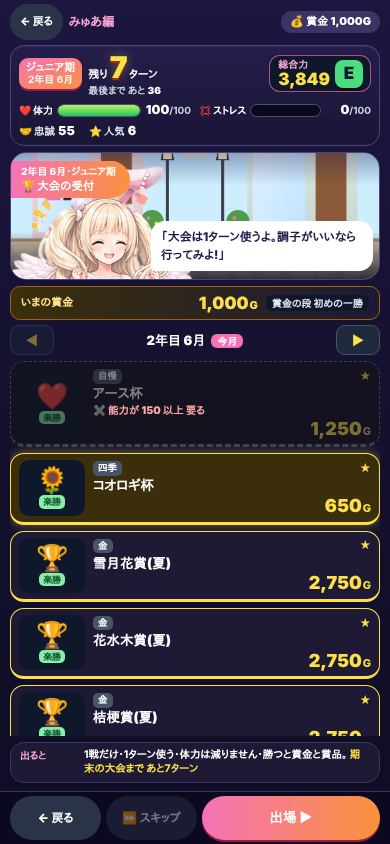 ← 戻る みゅあ編 💰 賞金 1,000G
ジュニア期
2年目 6月
残り 7 ターン
最後まで あと 36
総合力
3,849 E
❤️ 体力 100/100 💢 ストレス 0/100
🤝 忠誠 55 ⭐ 人気 6
2年目 6月・ジュニア期
🏆 大会の受付
「大会は1ターン使うよ。調子がいいなら
行ってみよ!」
いまの賞金 1,000G 賞金の段 初めの一勝
◀ 2年目 6月 今月 ▶
自慢 ★
アース杯
楽勝
✖ 能力が 150 以上 要る
1,250G
四季 ★
コオロギ杯
楽勝
650G
金 ★
雪月花賞(夏)
楽勝
2,750G
金 ★
花水木賞(夏)
楽勝
2,750G
金 ★
桔梗賞(夏)
楽勝
出ると 1戦だけ・1ターン使う・体力は減りません・勝つと賞金と賞品。期
末の大会まで あと7ターン
← 戻る ⏩ スキップ 出場 ▶